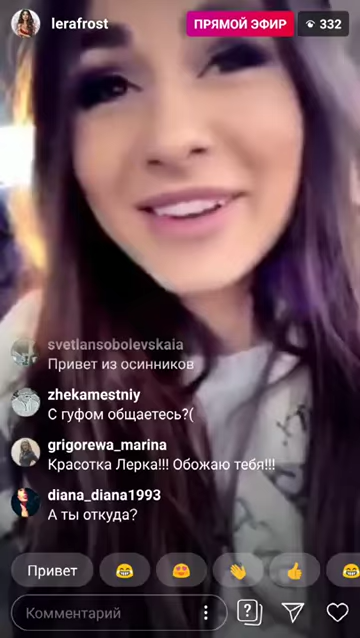 lerafrost
ПРЯМОЙ ЭФИР
332
svetlansobolevskaia
Привет из осинников
zhekamestniy
С гуфом общаетесь?(
grigorewa_marina
Красотка Лерка!!! Обожаю тебя!!!
diana_diana1993
А ты откуда?
Привет
Комментарий